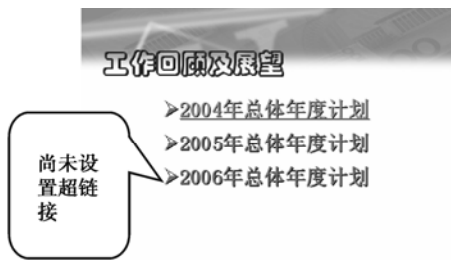 工作回顾及展望
➢2004年总体年度计划
➢2005年总体年度计划
➢2006年总体年度计划
尚未设
置超链
接